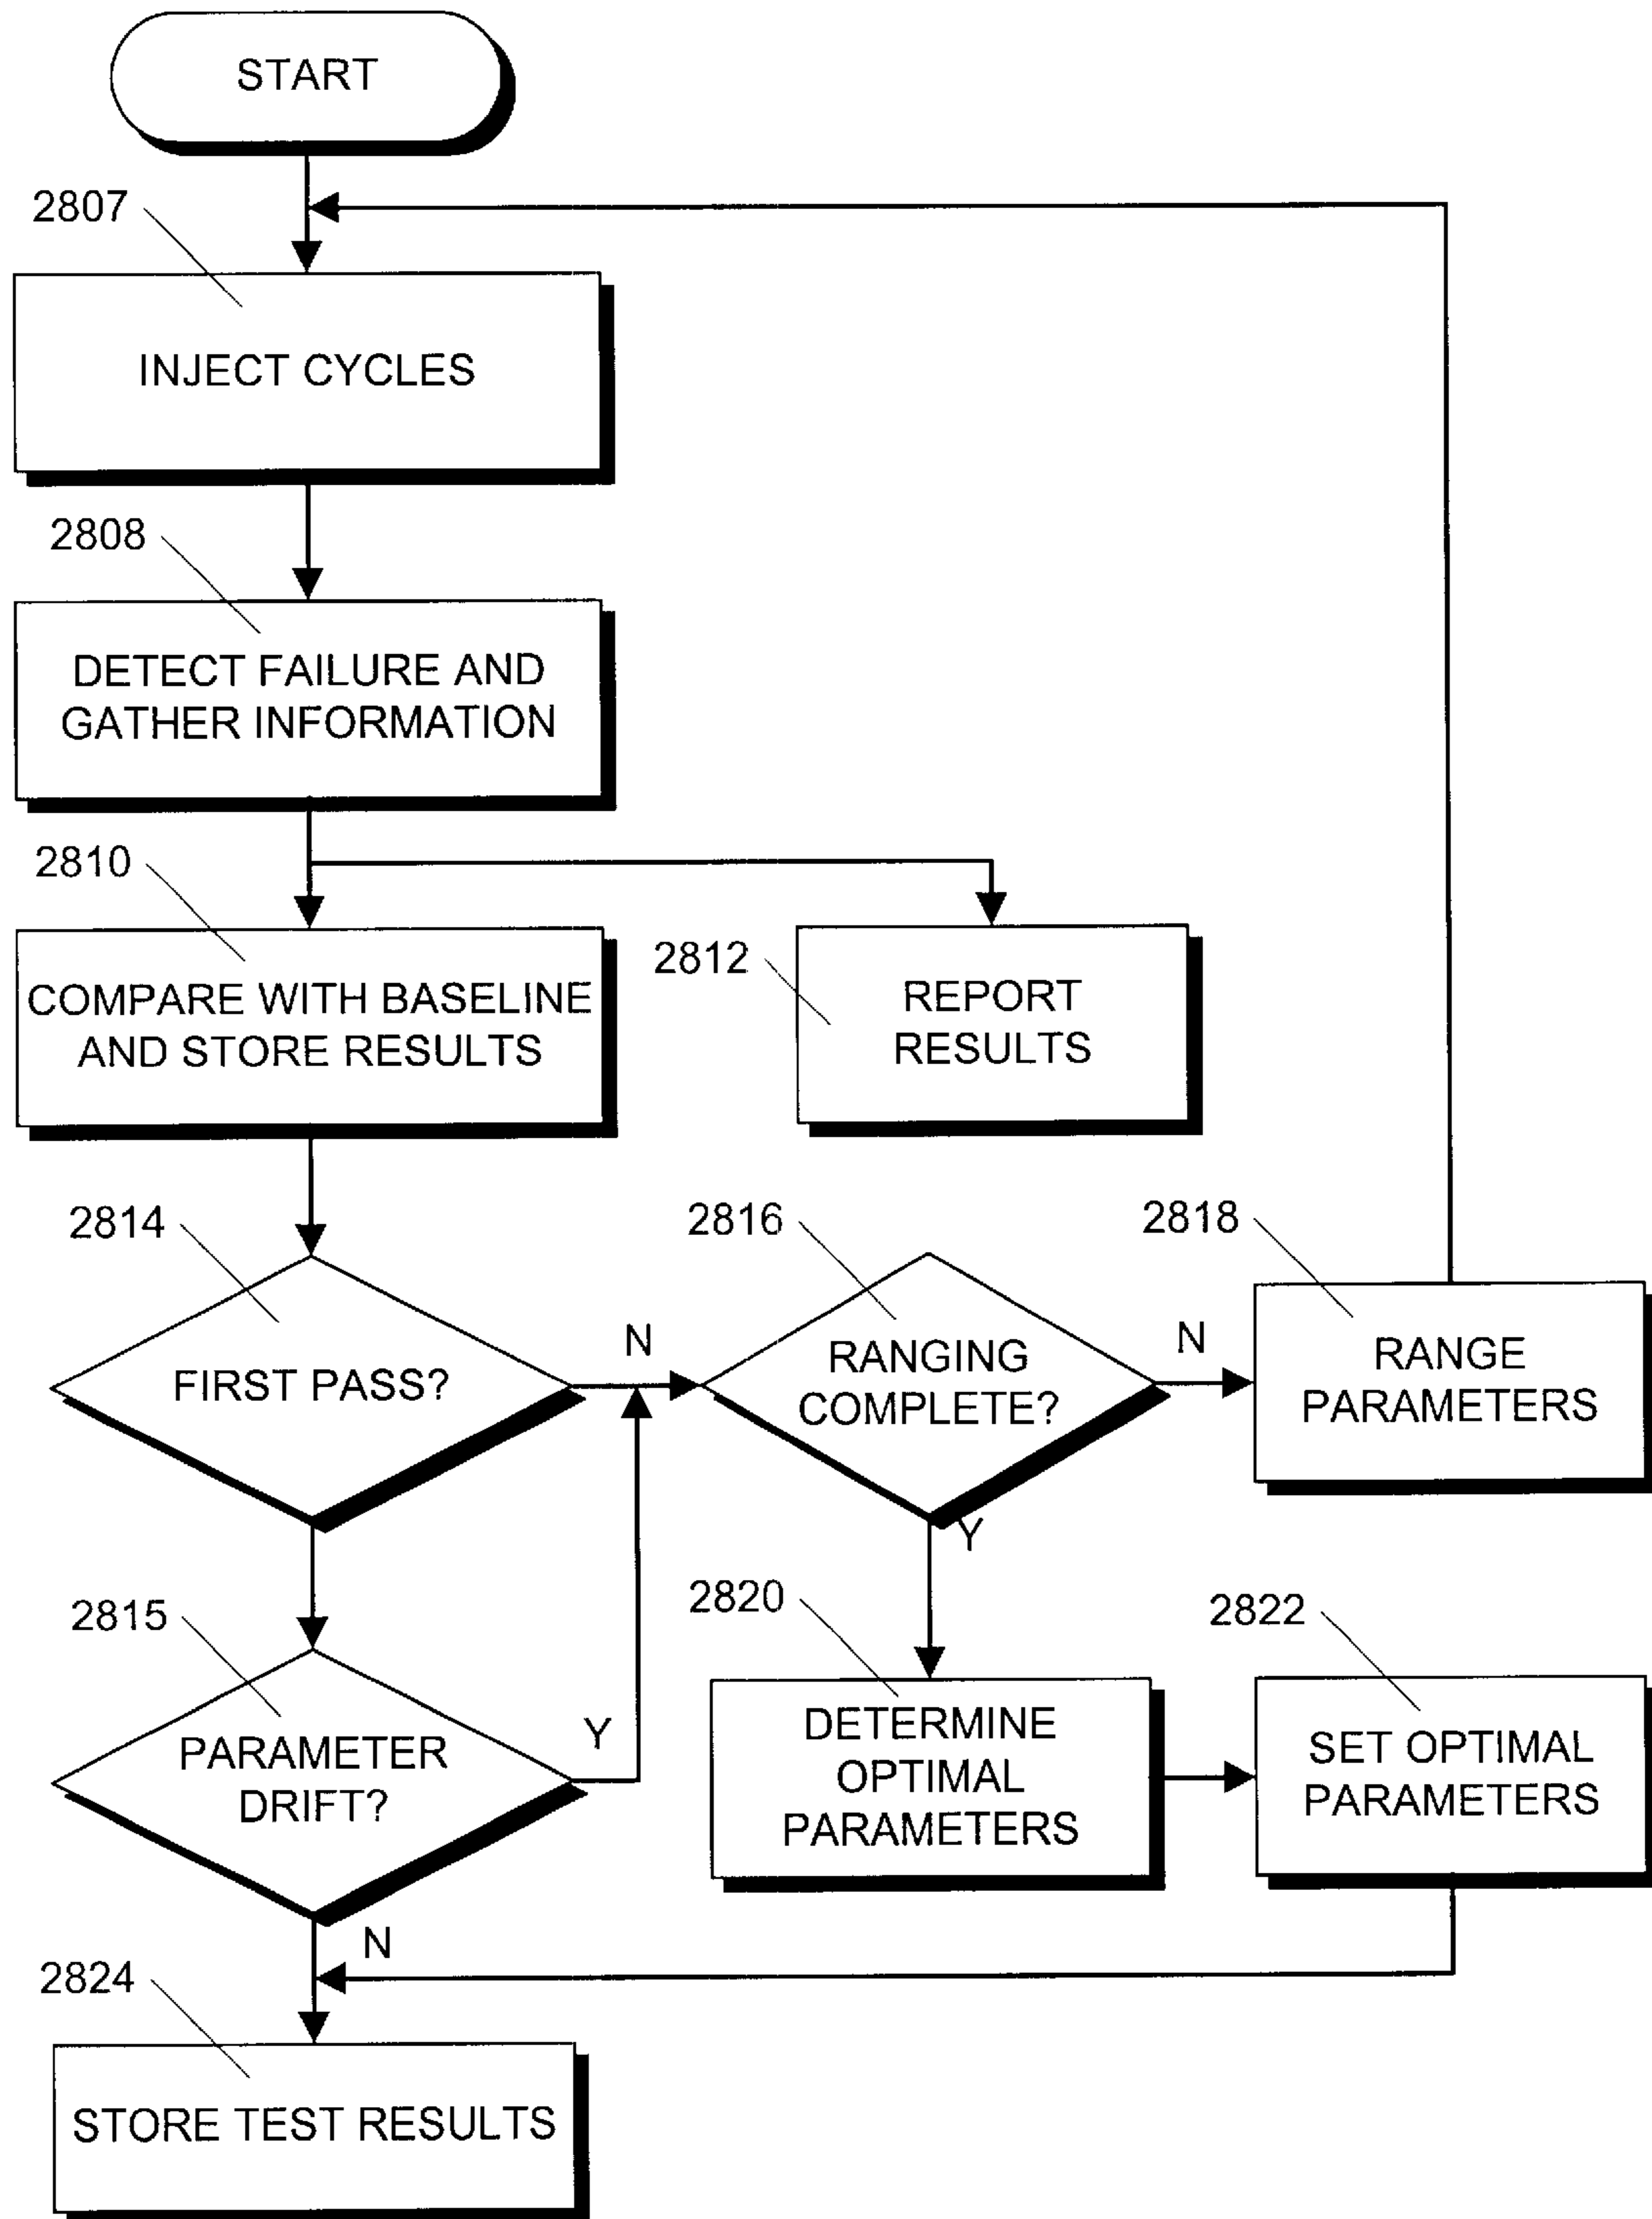 START
2807
INJECT CYCLES
2808
DETECT FAILURE AND
GATHER INFORMATION
2810
COMPARE WITH BASELINE
AND STORE RESULTS
2812
REPORT
RESULTS
2814
FIRST PASS?
N
2816
RANGING
COMPLETE?
N
Y
2818
RANGE
PARAMETERS
2815
PARAMETER
DRIFT?
Y
N
2820
DETERMINE
OPTIMAL
PARAMETERS
2822
SET OPTIMAL
PARAMETERS
2824
STORE TEST RESULTS